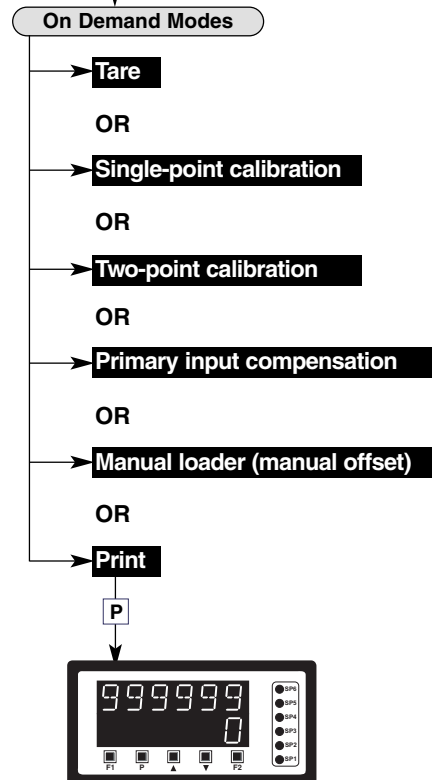 On Demand Modes
Tare
OR
Single-point calibration
OR
Two-point calibration
OR
Primary input compensation
OR
Manual loader (manual offset)
OR
Print
P
999999
0
SP6
SP5
SP4
SP3
SP2
SP1
F1 P ▲ ▼ F2